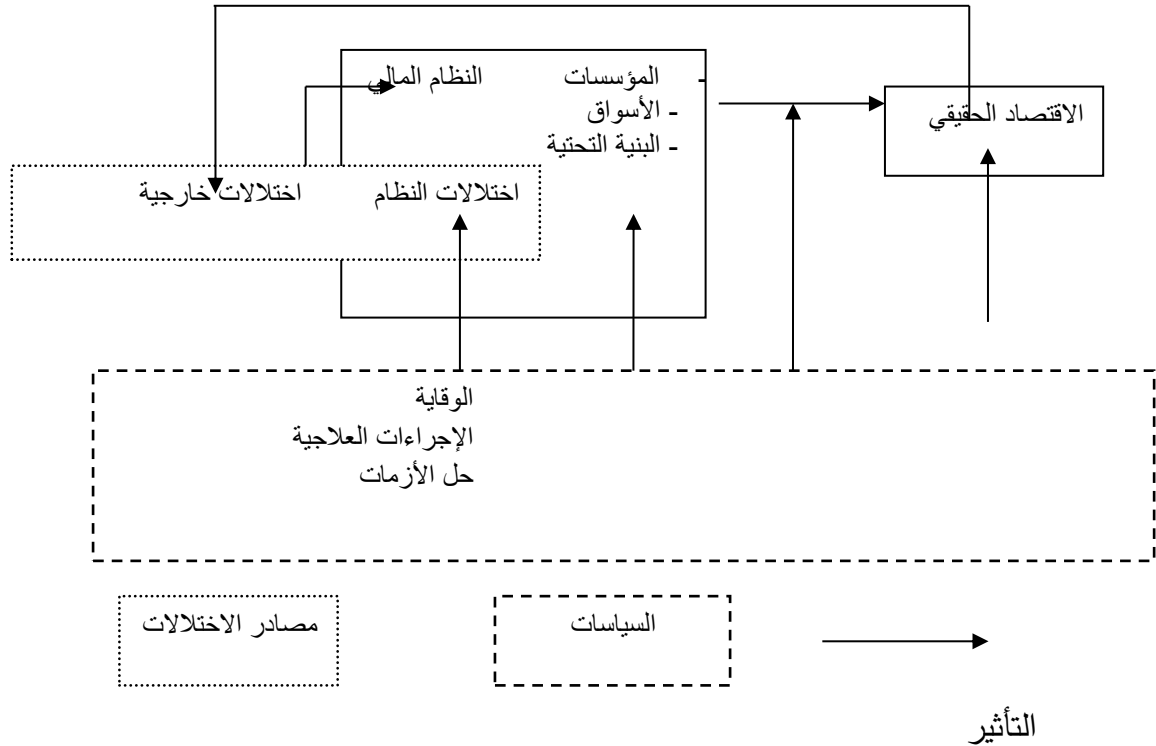 النظام المالي
- المؤسسات
- الأسواق
- البنية التحتية
الاقتصاد الحقيقي
اختلالات النظام
اختلالات خارجية
الوقاية
الإجراءات العلاجية
حل الأزمات
مصادر الاختلالات
السياسات
التأثير